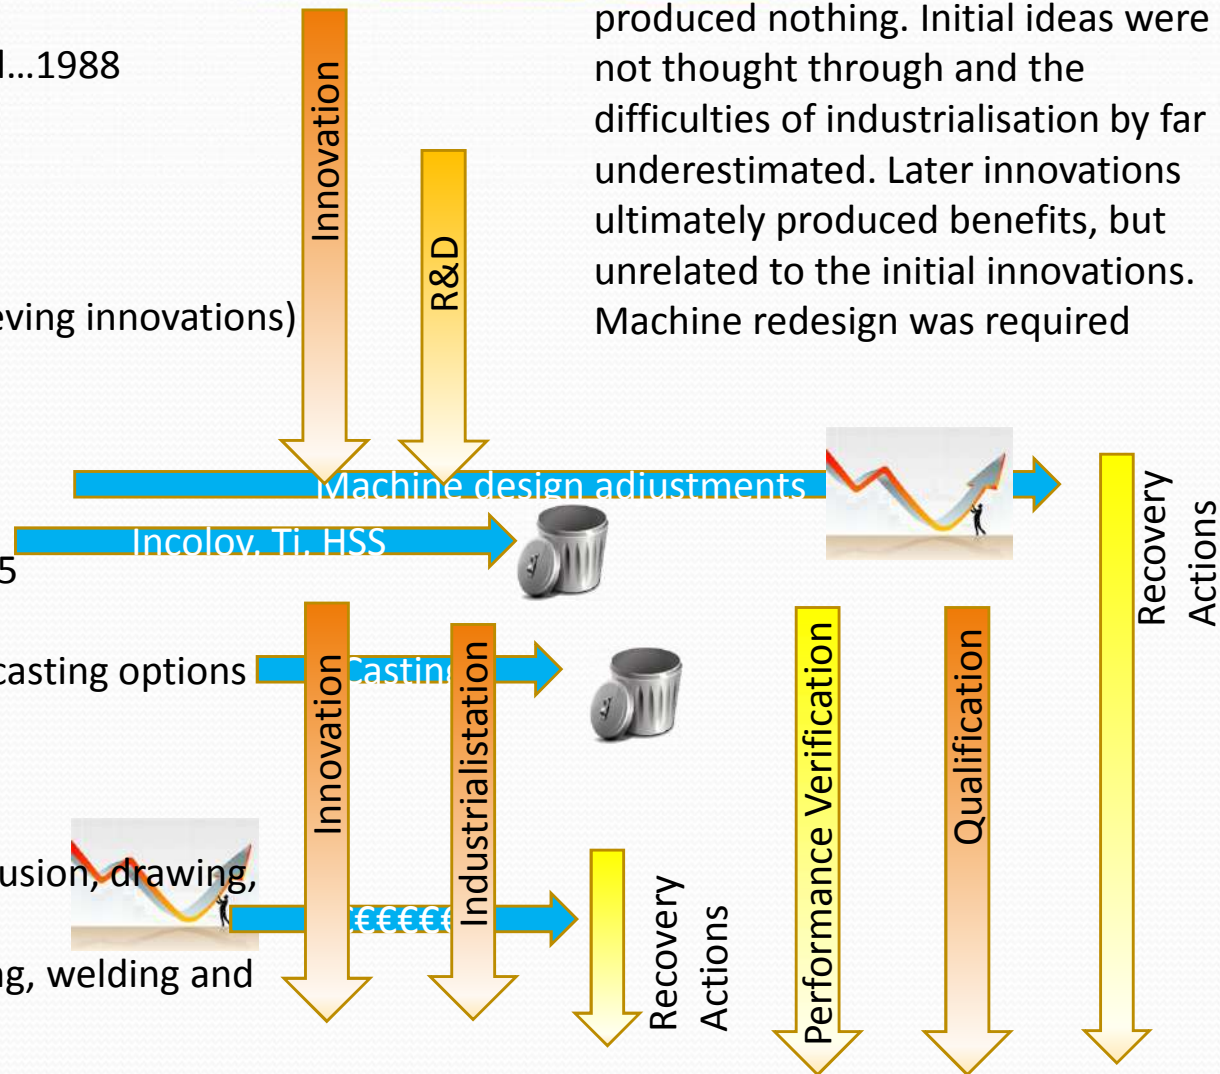 produced nothing. Initial ideas were
not thought through and the
difficulties of industrialisation by far
underestimated. Later innovations
ultimately produced benefits, but
unrelated to the initial innovations.
Machine redesign was required
…1988
Innovation
R&D
eving innovations)
Machine design adjustments
Incoloy, Ti, HSS
5
casting options
Casting
Innovation
Industrialistation
Performance Verification
Qualification
Recovery
Actions
usion, drawing,
€€€€€€
ng, welding and
Recovery
Actions